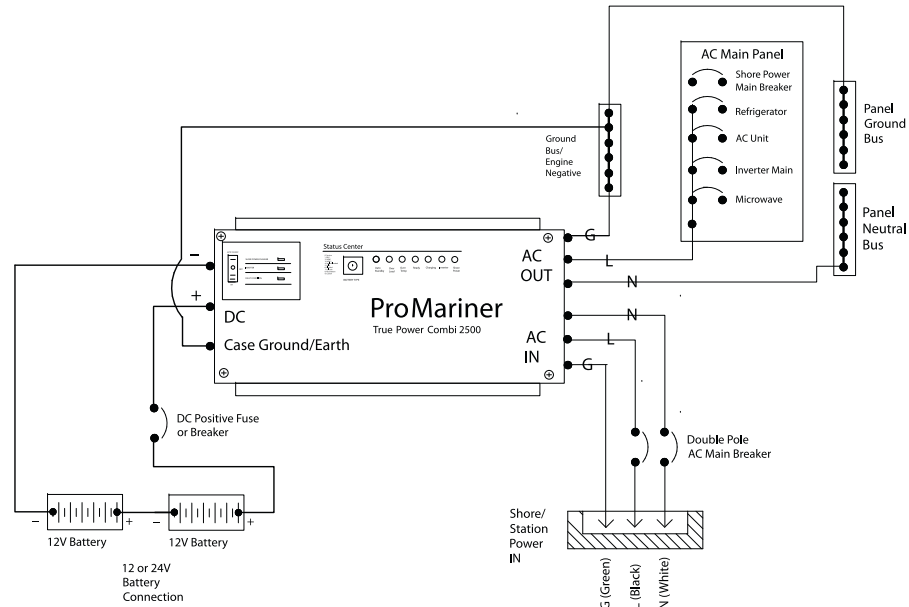 AC Main Panel
Shore Power
Main Breaker
Refrigerator
AC Unit
Inverter Main
Microwave
Panel
Ground
Bus
Ground
Bus/
Engine
Negative
Panel
Neutral
Bus
Status Center
G
AC
OUT
L
N
-
+
DC
ProMariner
True Power Combi 2500
Case Ground/Earth
N
AC
IN
L
G
DC Positive Fuse
or Breaker
Double Pole
AC Main Breaker
- + - +
12V Battery 12V Battery
12 or 24V
Battery
Connection
Shore/
Station
Power
IN
G (Green)
L (Black)
N (White)